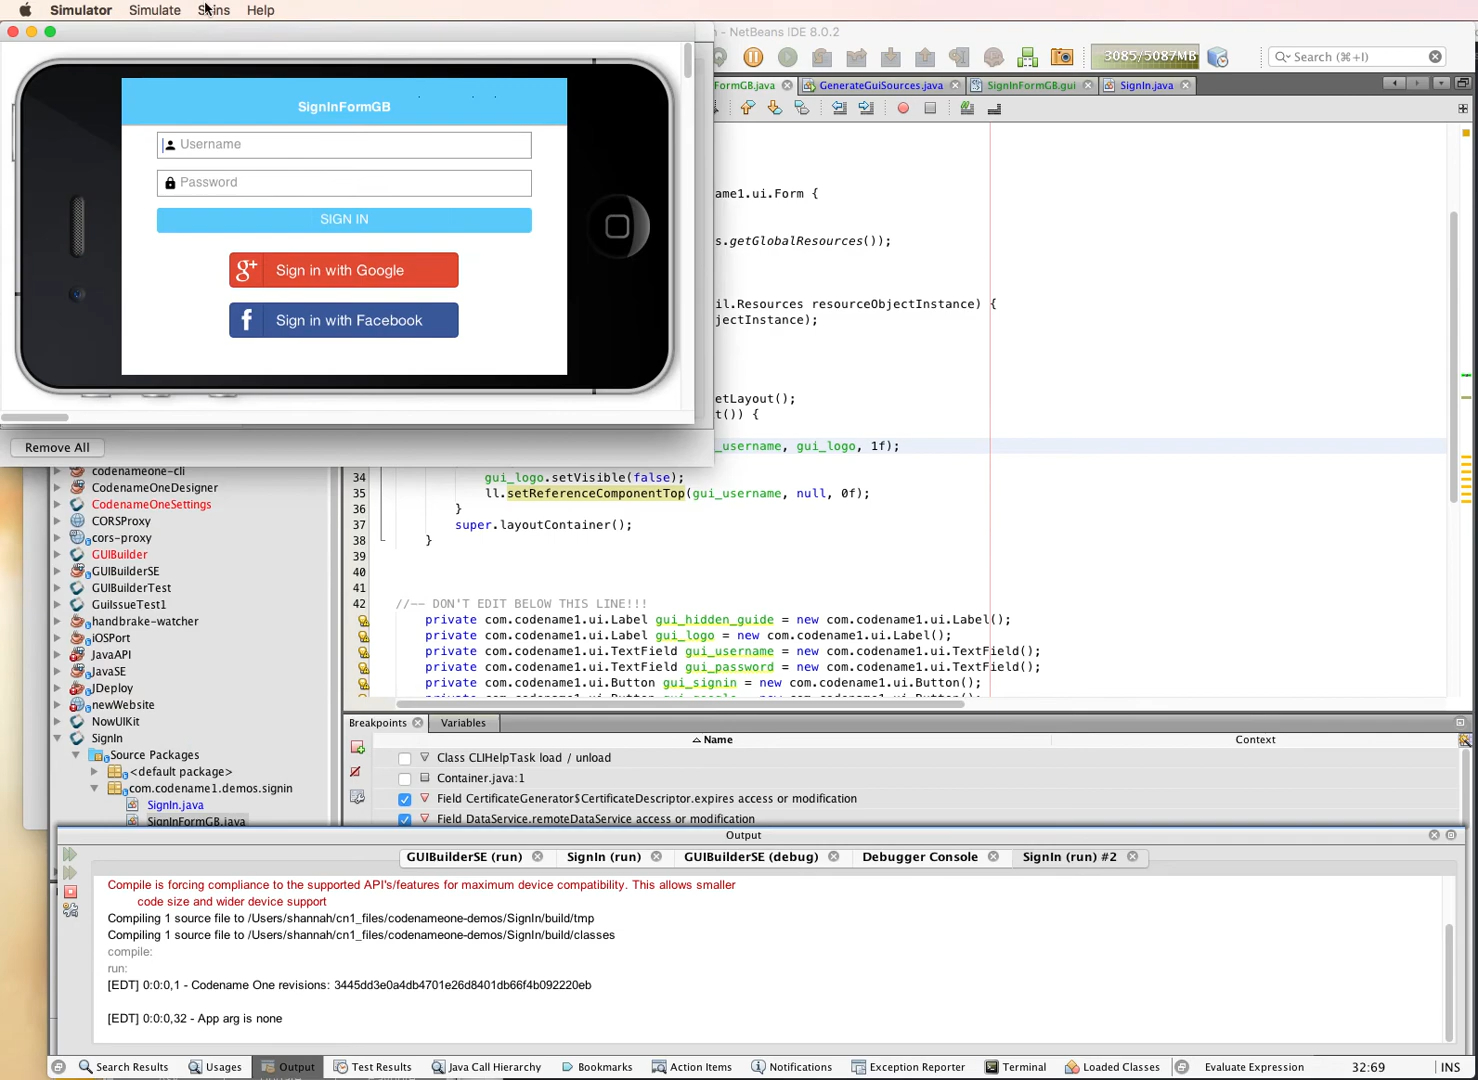 Simulator Simulate Skins Help
- NetBeans IDE 8.0.2
3085/5087MB
Search (⌘+I)
FormGB.java GenerateGuiSources.java SignInFormGB.gui SignIn.java
SignInFormGB
Username
Password
SIGN IN
g+ Sign in with Google
f Sign in with Facebook
Remove All
me1.ui.Form {
s.getGlobalResources());
il.Resources resourceObjectInstance) {
jectInstance);
etLayout();
t()) {
_username, gui_logo, 1f);
34 gui_logo.setVisible(false);
35 ll.setReferenceComponentTop(gui_username, null, 0f);
36 }
37 super.layoutContainer();
38 }
39
40
41
42 //-- DON'T EDIT BELOW THIS LINE!!!
private com.codename1.ui.Label gui_hidden_guide = new com.codename1.ui.Label();
private com.codename1.ui.Label gui_logo = new com.codename1.ui.Label();
private com.codename1.ui.TextField gui_username = new com.codename1.ui.TextField();
private com.codename1.ui.TextField gui_password = new com.codename1.ui.TextField();
private com.codename1.ui.Button gui_signin = new com.codename1.ui.Button();
codenameone-cli
CodenameOneDesigner
CodenameOneSettings
CORSProxy
cors-proxy
GUIBuilder
GUIBuilderSE
GUIBuilderTest
GuiIssueTest1
handbrake-watcher
iOSPort
JavaAPI
JavaSE
JDeploy
newWebsite
NowUIKit
SignIn
Source Packages
<default package>
com.codename1.demos.signin
SignIn.java
SignInFormGB.java
Breakpoints Variables
Name Context
Class CLIHelpTask load / unload
Container.java:1
Field CertificateGenerator$CertificateDescriptor.expires access or modification
Field DataService.remoteDataService access or modification
Output
GUIBuilderSE (run) SignIn (run) GUIBuilderSE (debug) Debugger Console SignIn (run) #2
Compile is forcing compliance to the supported API's/features for maximum device compatibility. This allows smaller
code size and wider device support
Compiling 1 source file to /Users/shannah/cn1_files/codenameone-demos/SignIn/build/tmp
Compiling 1 source file to /Users/shannah/cn1_files/codenameone-demos/SignIn/build/classes
compile:
run:
[EDT] 0:0:0,1 - Codename One revisions: 3445dd3e0a4db4701e26d8401db66f4b092220eb
[EDT] 0:0:0,32 - App arg is none
Search Results Usages Output Test Results Java Call Hierarchy Bookmarks Action Items Notifications Exception Reporter Terminal Loaded Classes Evaluate Expression 32:69 INS